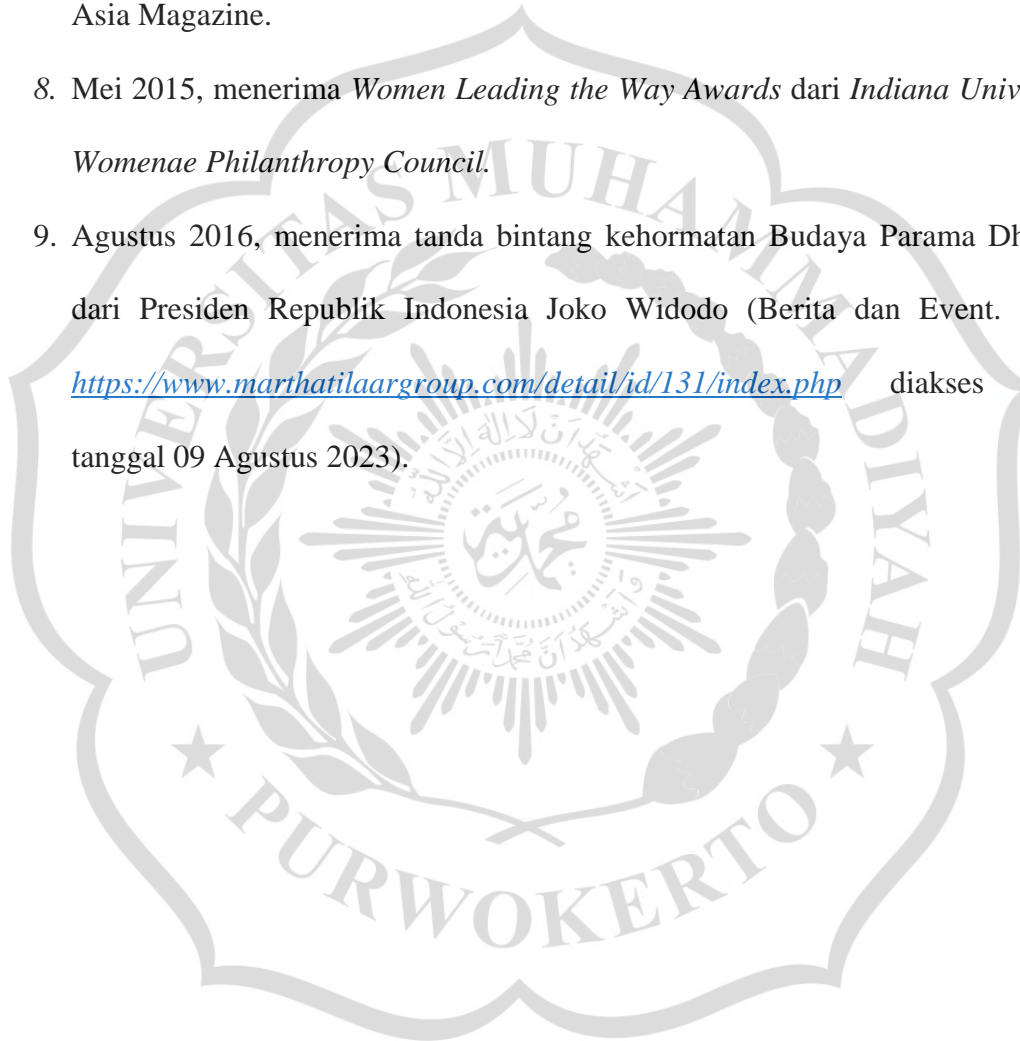 Asia Magazine.
8. Mei 2015, menerima Women Leading the Way Awards dari Indiana Univ
Womenae Philanthropy Council.
9. Agustus 2016, menerima tanda bintang kehormatan Budaya Parama Dh
dari Presiden Republik Indonesia Joko Widodo (Berita dan Event.
https://www.marthatilaargroup.com/detail/id/131/index.php diakses
tanggal 09 Agustus 2023).
UNIVERSITAS MUHAMMADIYAH
PURWOKERTO